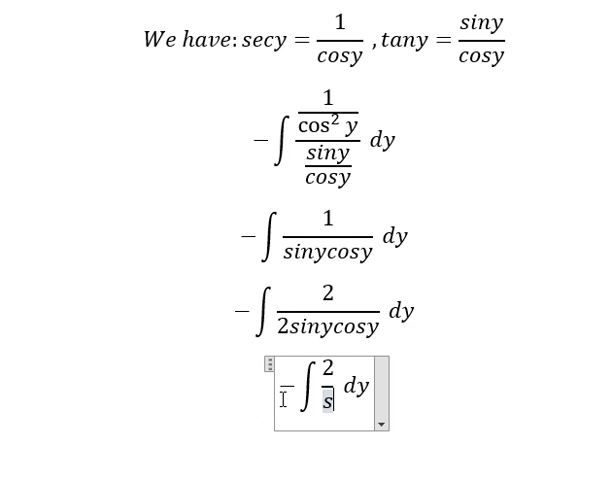 We have: secy = 1/cosy , tany = siny/cosy
− ∫ (1/cos² y)/(siny/cosy) dy
− ∫ 1/sinycosy dy
− ∫ 2/2sinycosy dy
− ∫ 2/s dy